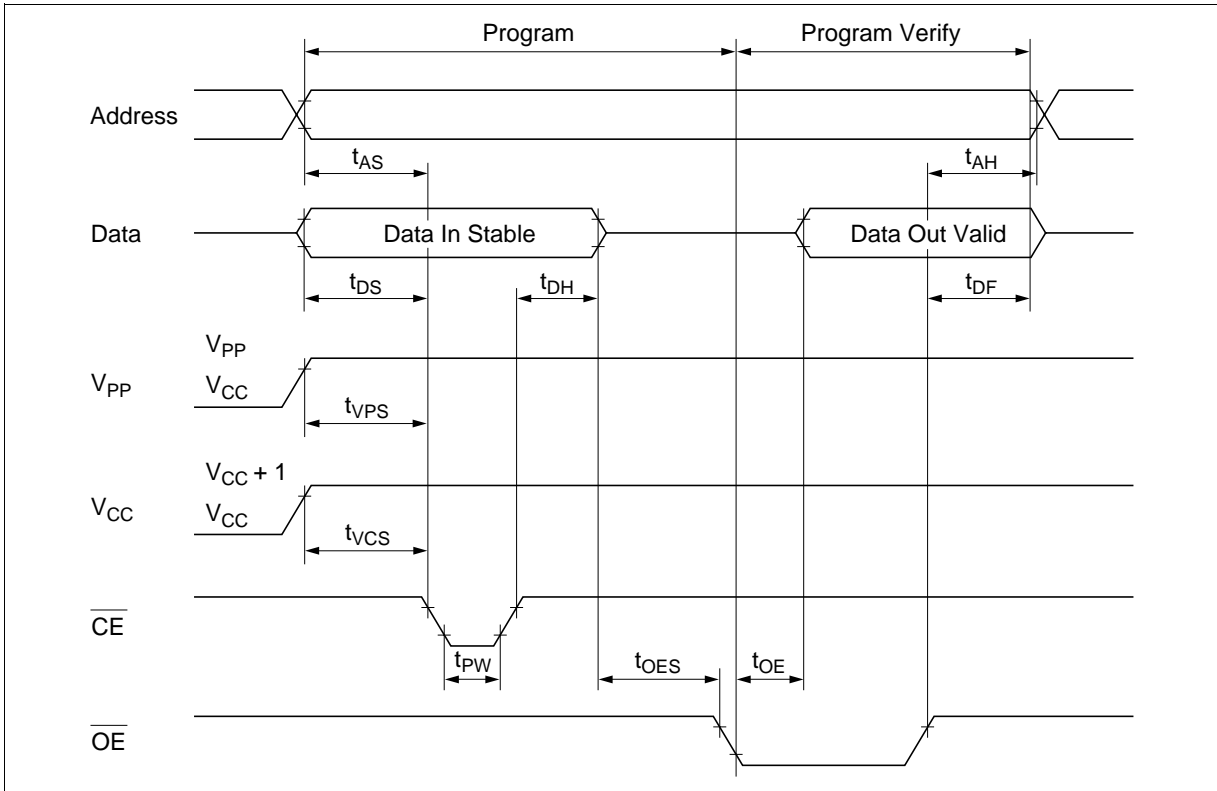 Program Program Verify
Address
tAS tAH
Data Data In Stable Data Out Valid
tDS tDH tDF
VPP
VPP VCC
tVPS
VCC + 1
VCC VCC
tVCS
CE
tPW tOES tOE
OE